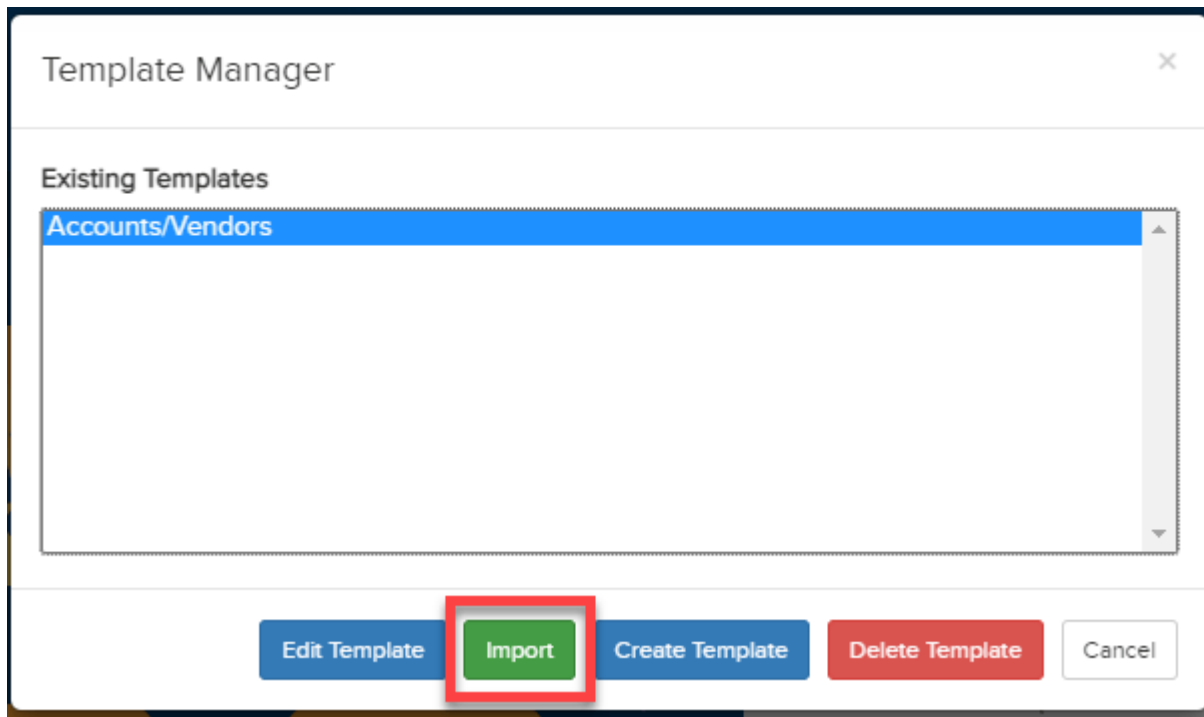 Template Manager
×
Existing Templates
Accounts/Vendors
Edit Template Import Create Template Delete Template Cancel